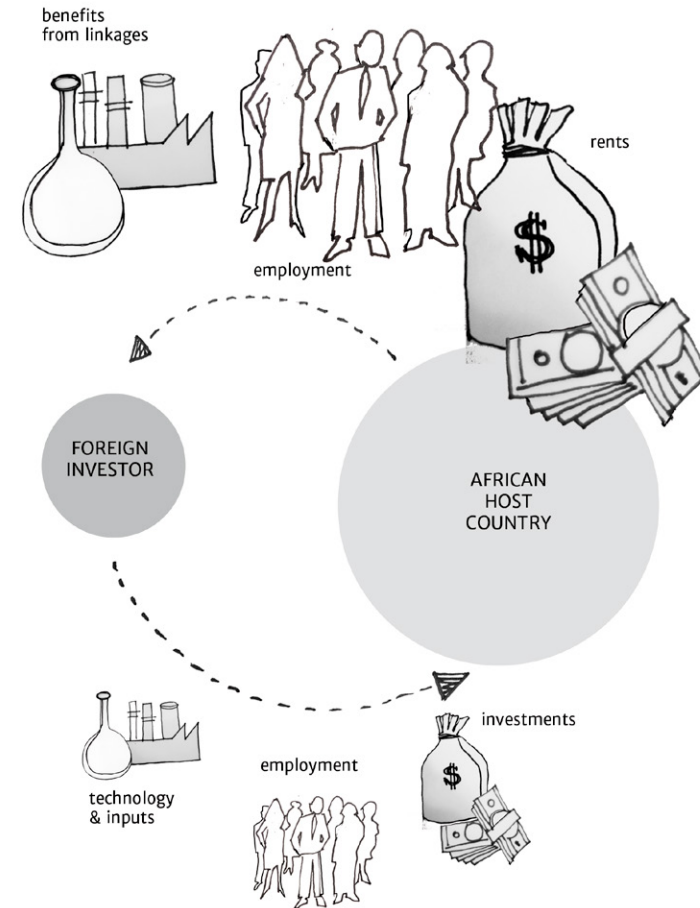 benefits
from linkages
rents
$
employment
FOREIGN
INVESTOR
AFRICAN
HOST
COUNTRY
investments
$
employment
technology
& inputs